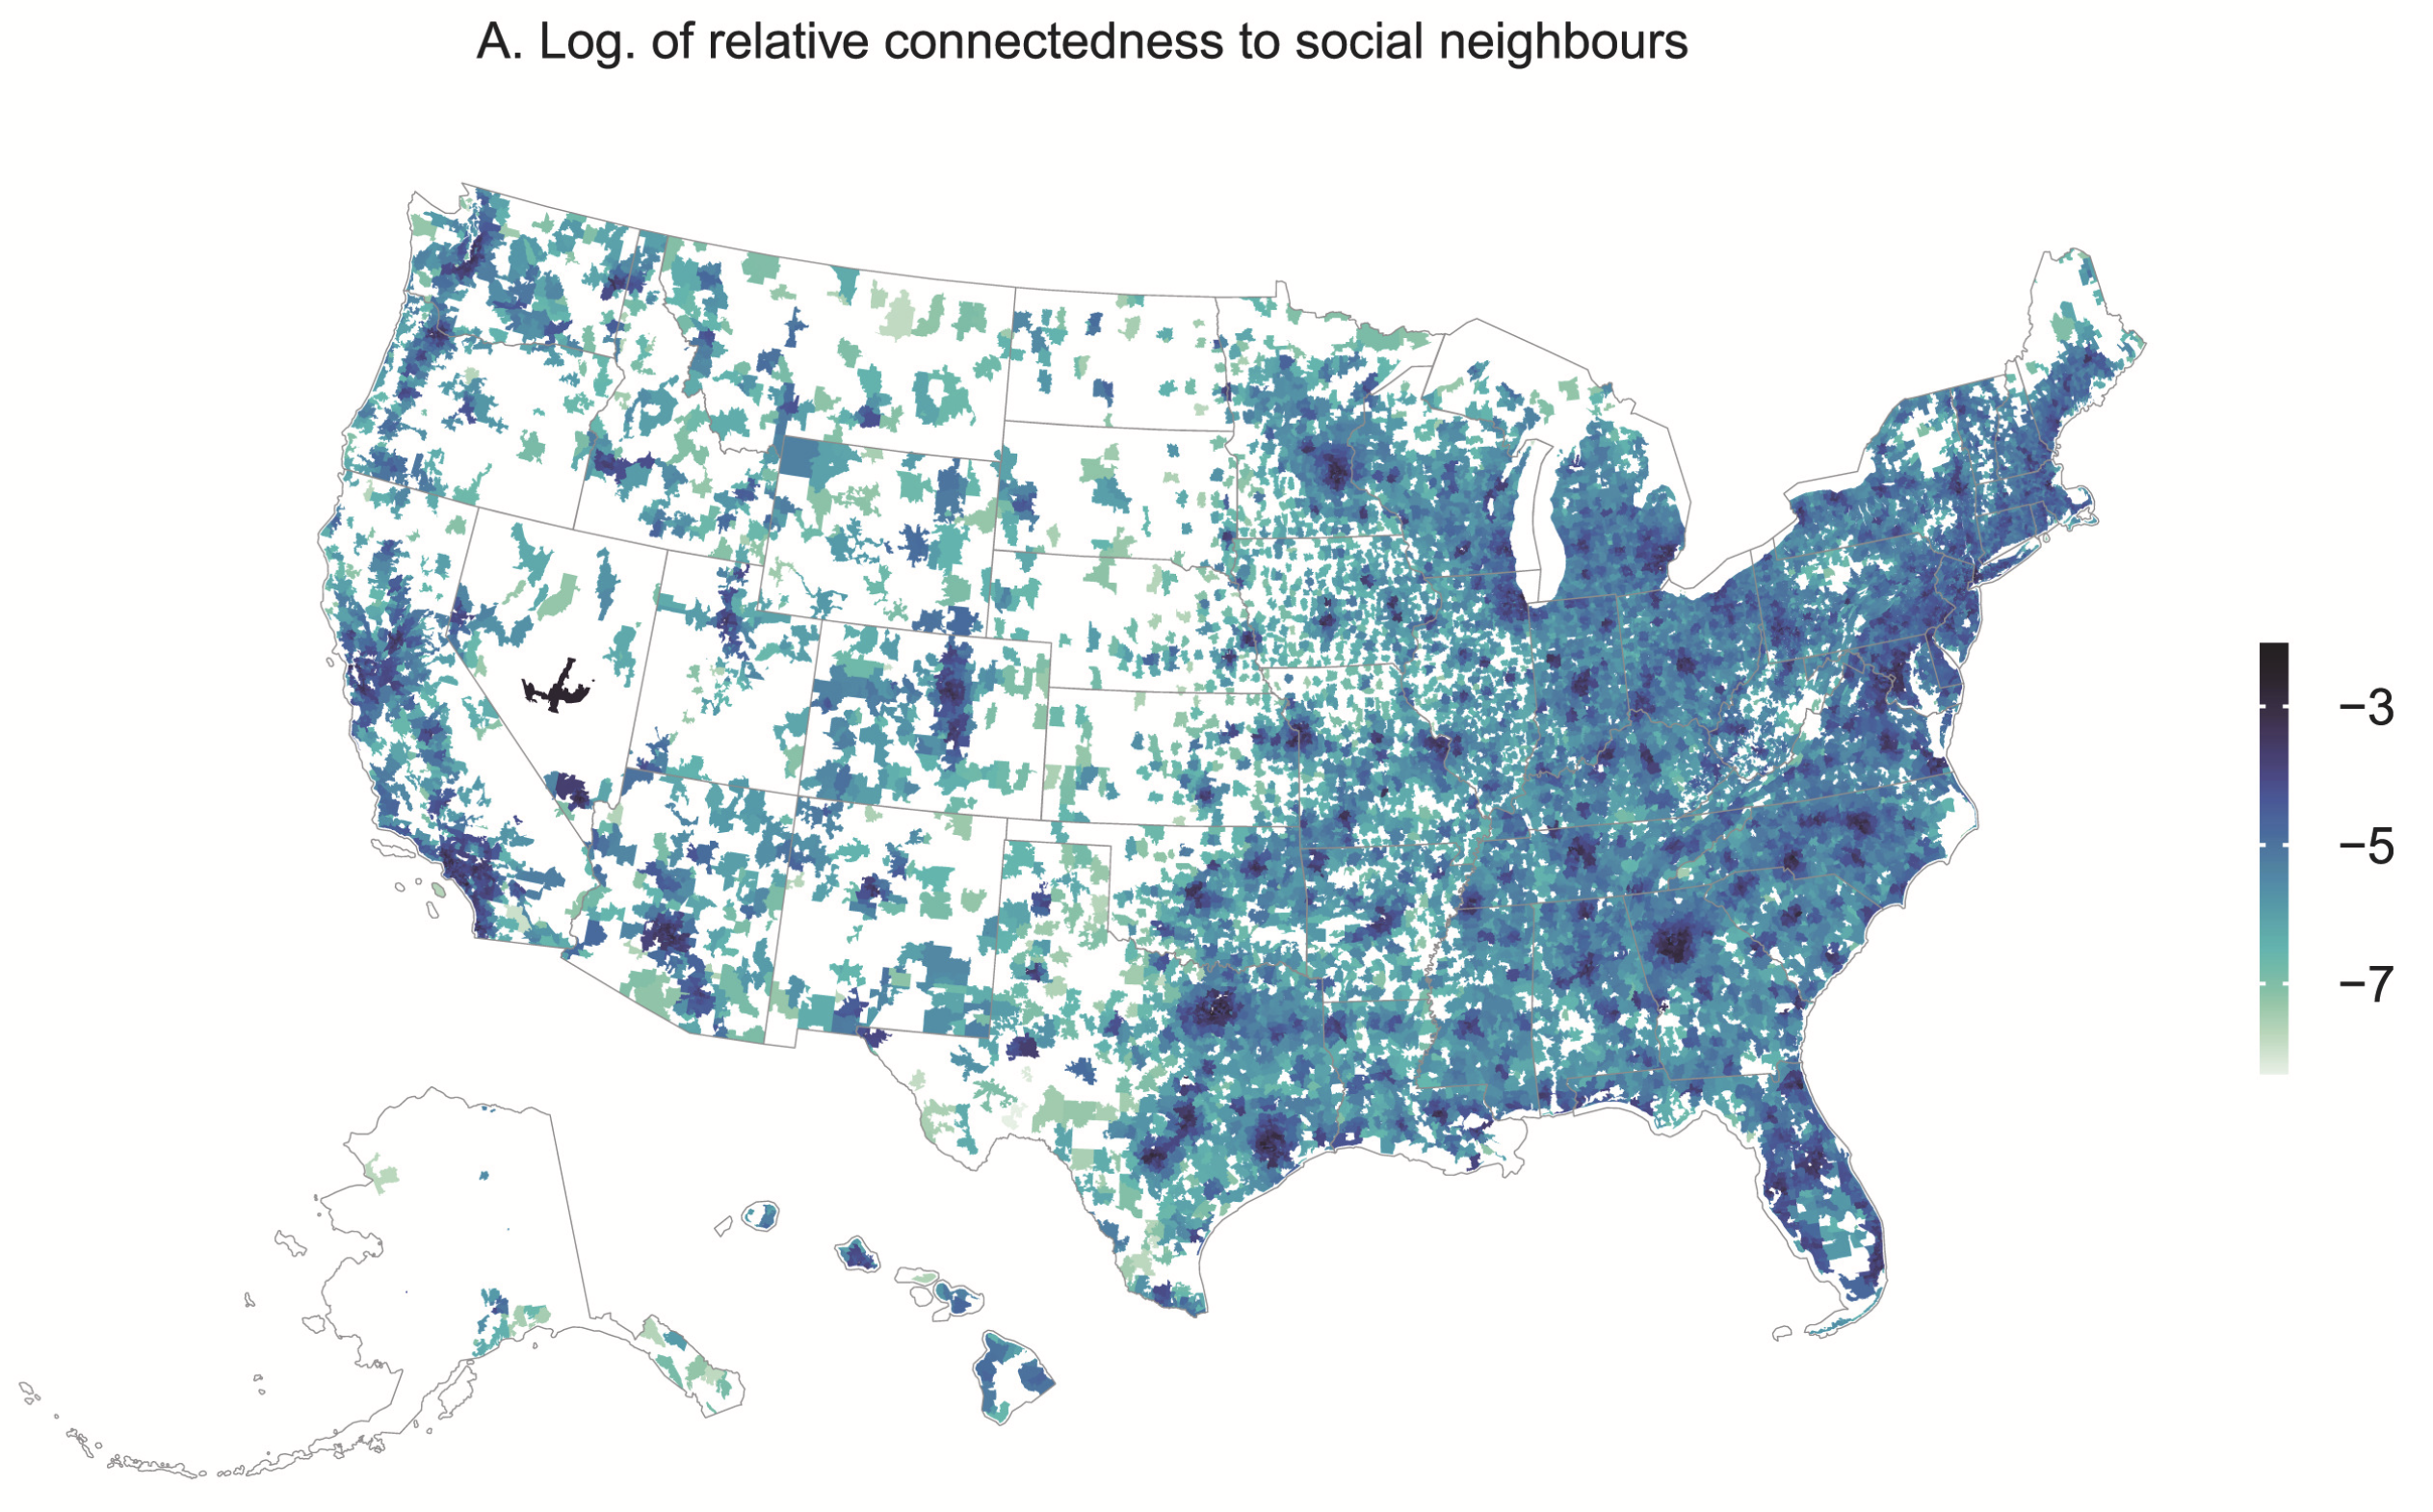 A. Log. of relative connectedness to social neighbours
−3
−5
−7